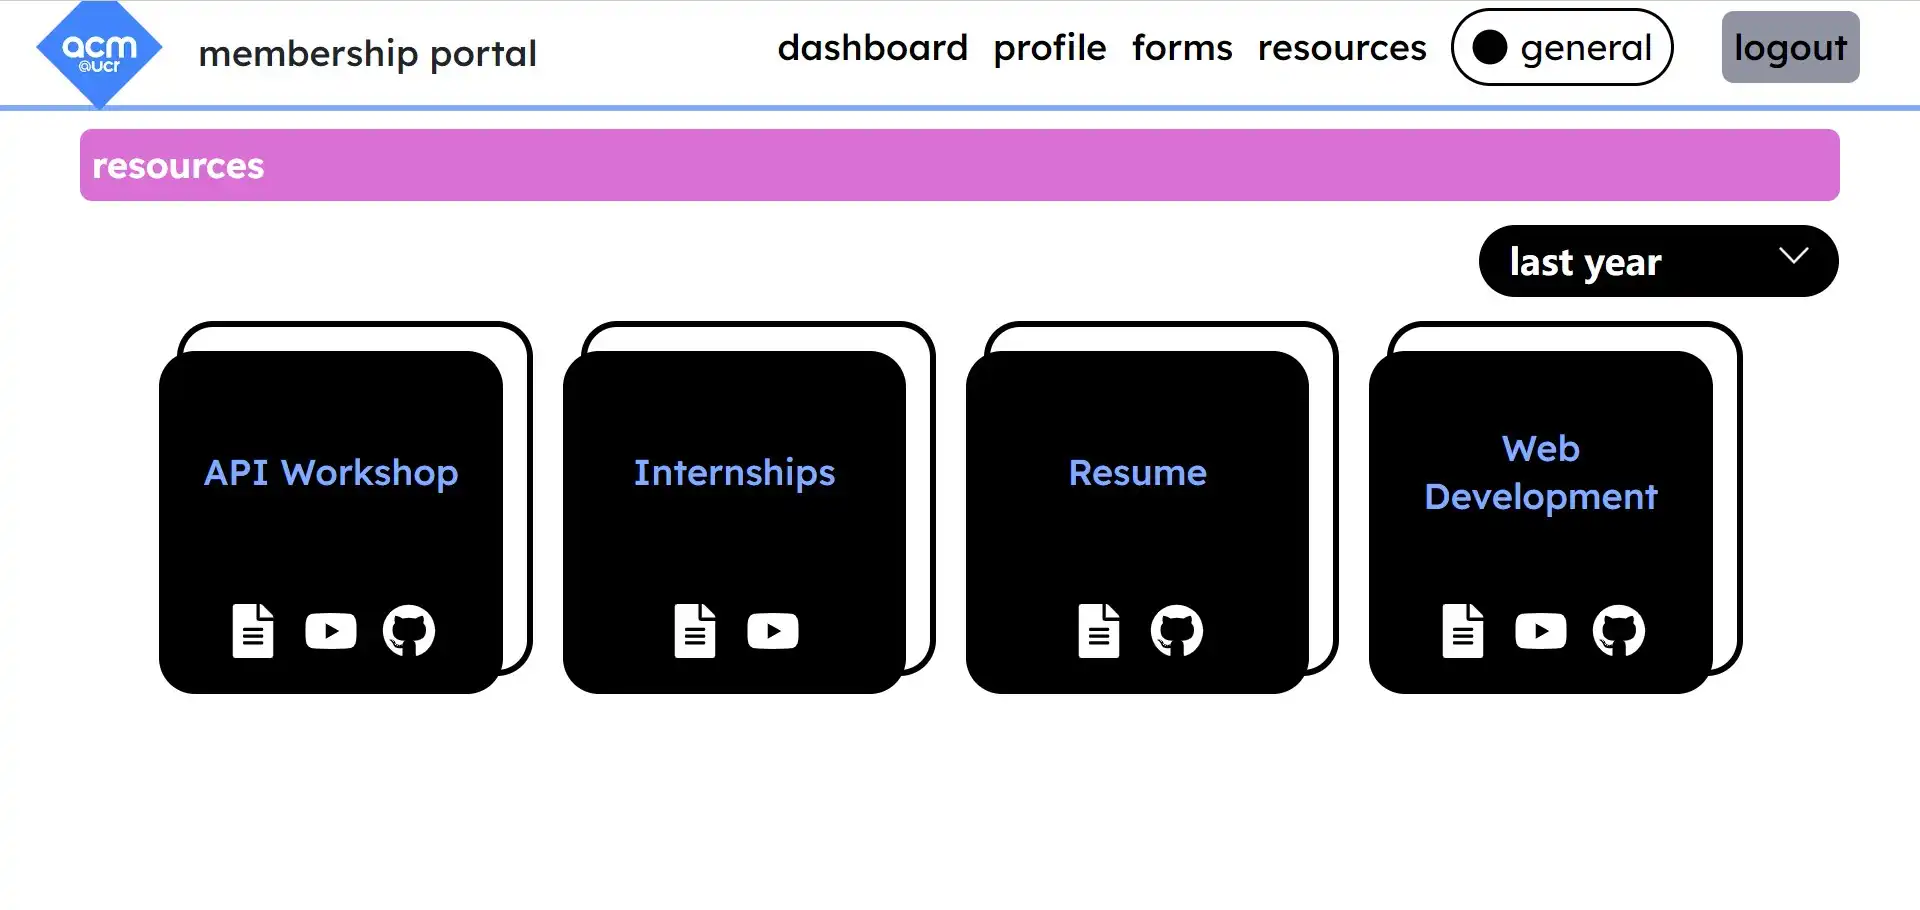 acm
@ucr
membership portal
dashboard profile forms resources general logout
resources
last year
API Workshop
Internships
Resume
Web
Development